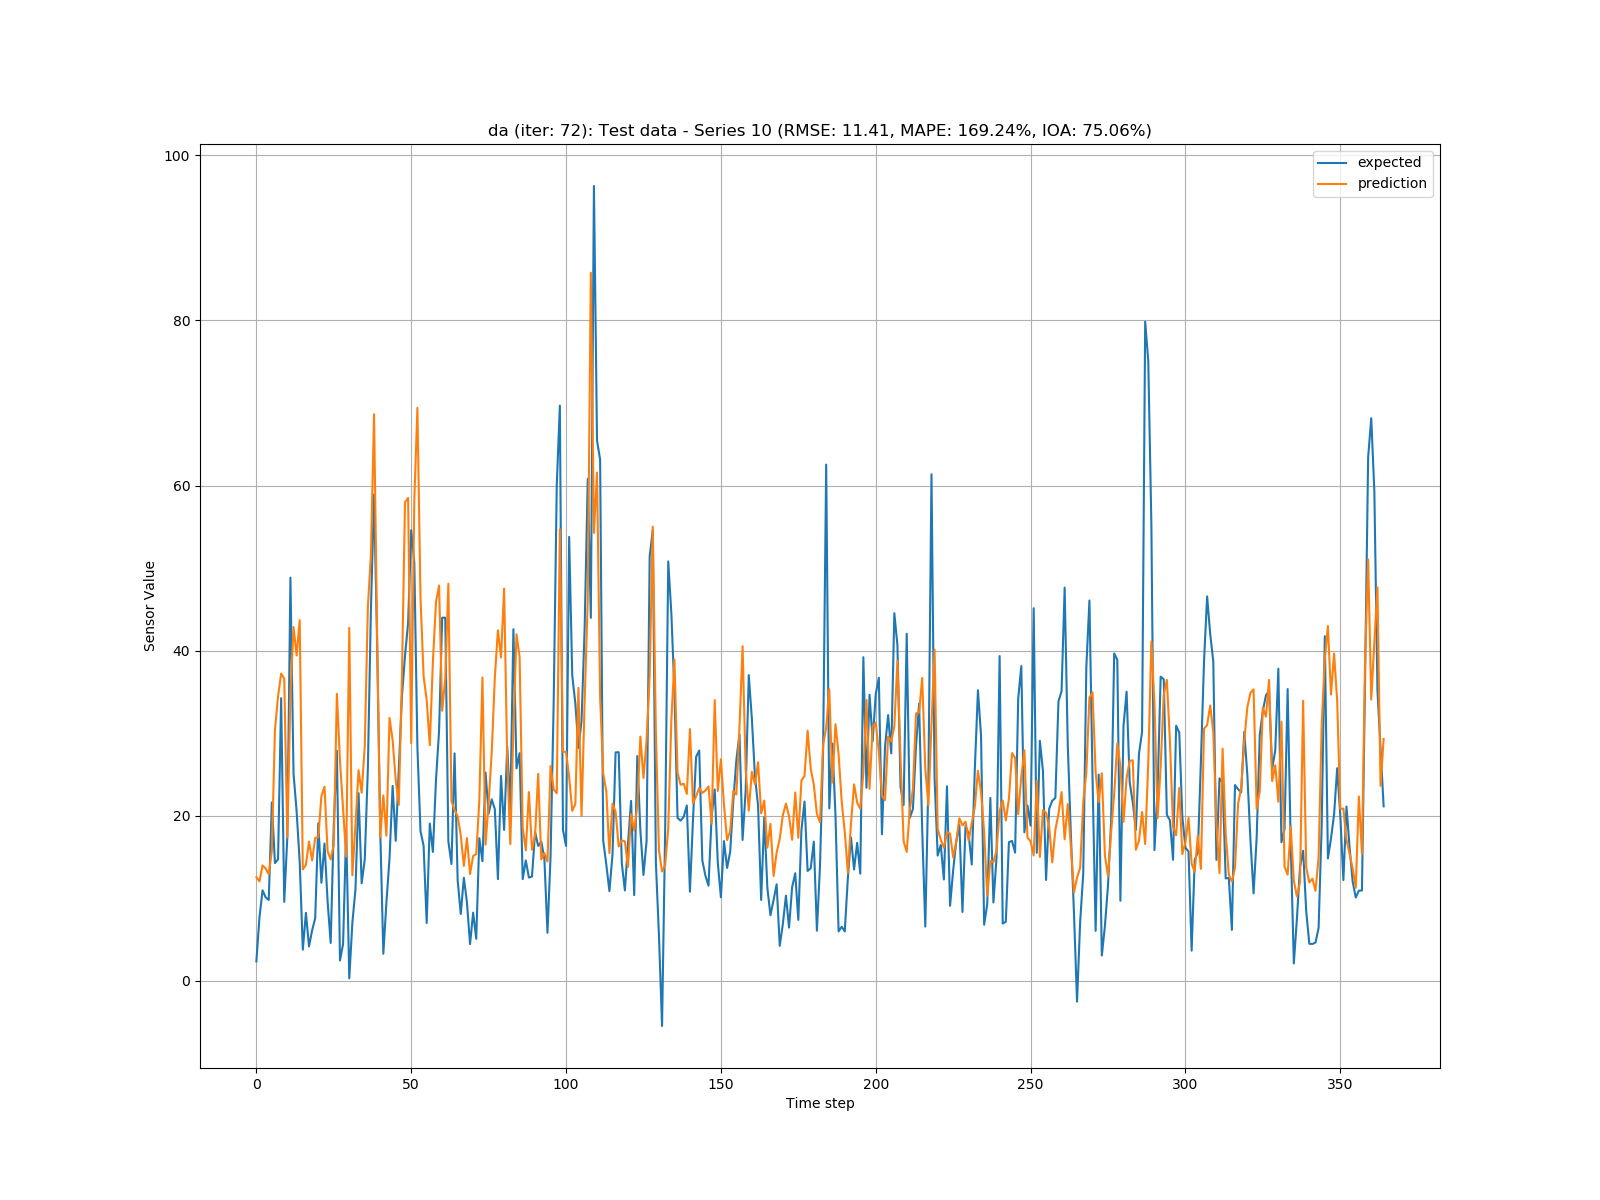 da (iter: 72): Test data - Series 10 (RMSE: 11.41, MAPE: 169.24%, IOA: 75.06%)
expected
prediction
100
80
60
40
20
0
Sensor Value
0 50 100 150 200 250 300 350
Time step